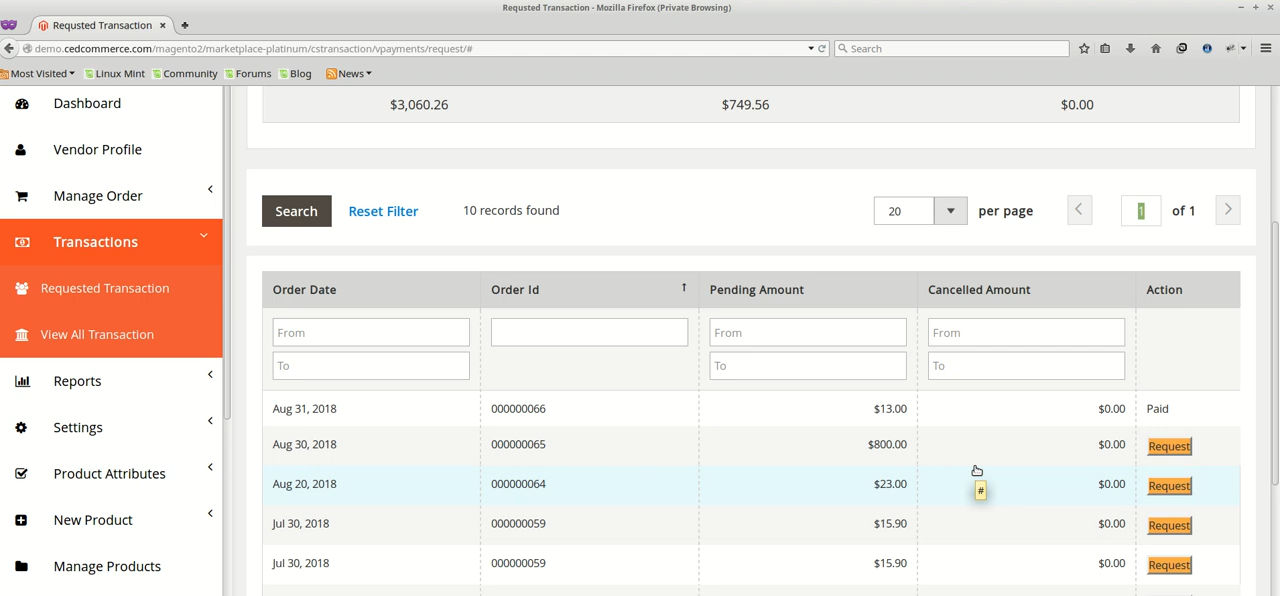 Requsted Transaction - Mozilla Firefox (Private Browsing)
Requsted Transaction
demo.cedcommerce.com/magento2/marketplace-platinum/cstransaction/vpayments/request/#
Search
Most Visited
Linux Mint
Community
Forums
Blog
News
Dashboard
Vendor Profile
Manage Order
Transactions
Requested Transaction
View All Transaction
Reports
Settings
Product Attributes
New Product
Manage Products
$3,060.26 $749.56 $0.00
Search Reset Filter 10 records found 20 per page 1 of 1
Order Date Order Id Pending Amount Cancelled Amount Action
From From From
To To To
Aug 31, 2018 000000066 $13.00 $0.00 Paid
Aug 30, 2018 000000065 $800.00 $0.00 Request
#
Aug 20, 2018 000000064 $23.00 $0.00 Request
Jul 30, 2018 000000059 $15.90 $0.00 Request
Jul 30, 2018 000000059 $15.90 $0.00 Request